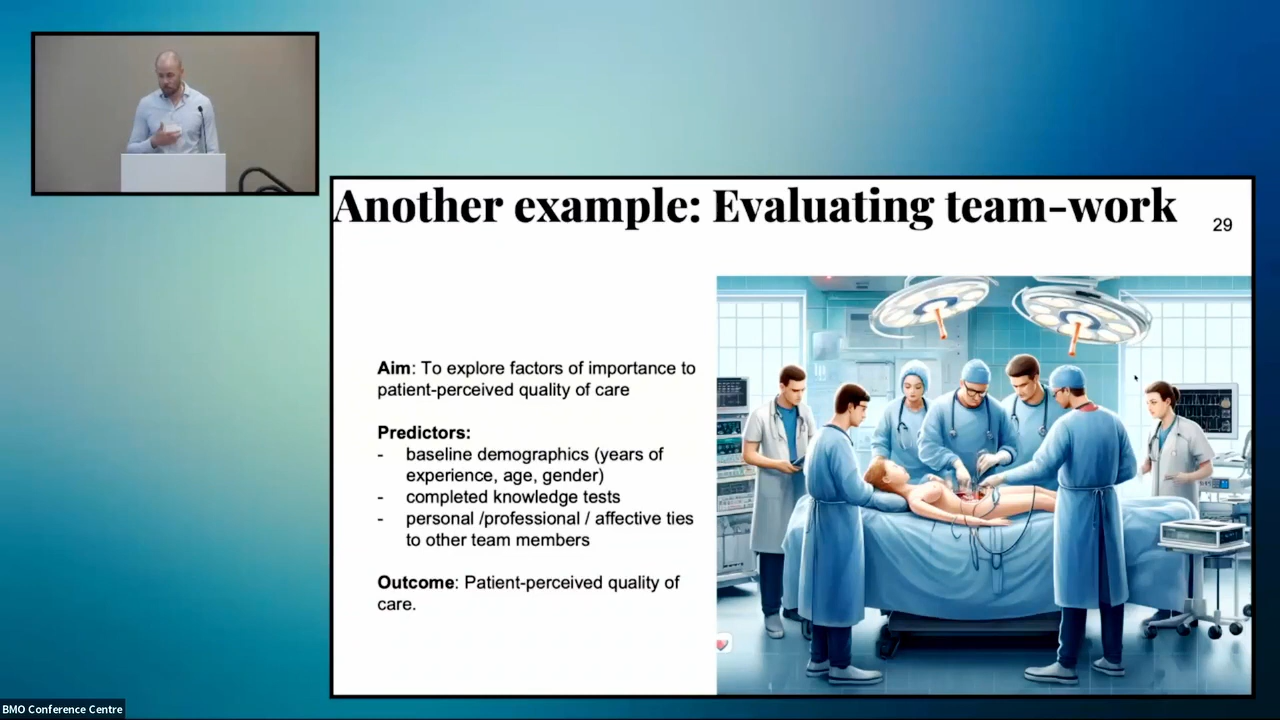 Another example: Evaluating team-work
29
Aim: To explore factors of importance to
patient-perceived quality of care
Predictors:
- baseline demographics (years of
experience, age, gender)
- completed knowledge tests
- personal /professional / affective ties
to other team members
Outcome: Patient-perceived quality of
care.
BMO Conference Centre